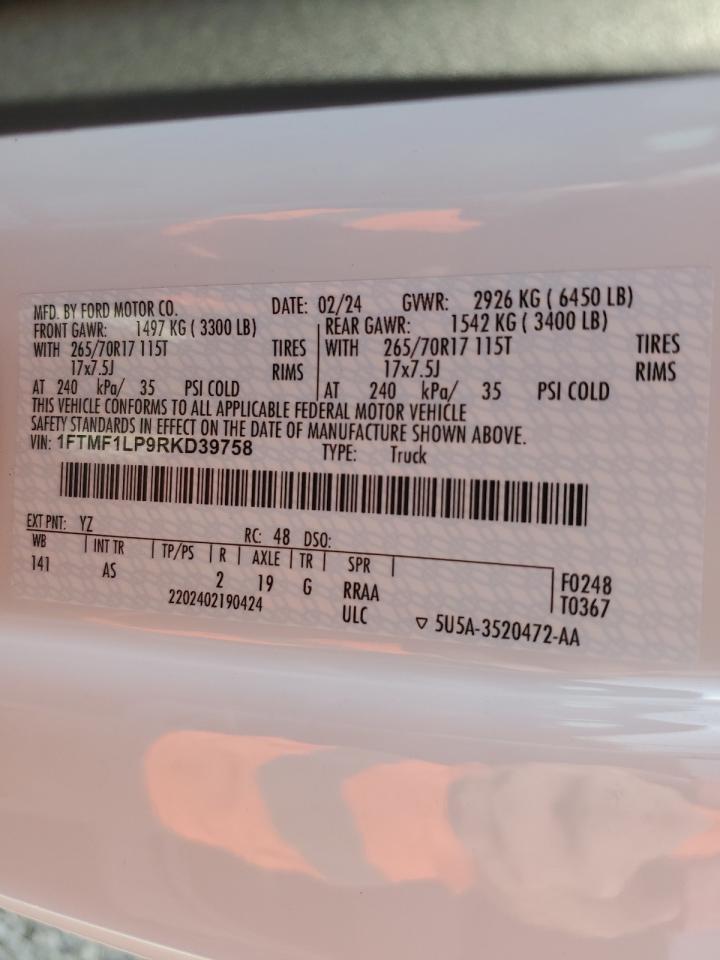 MFD. BY FORD MOTOR CO. DATE: 02/24 GVWR: 2926 KG ( 6450 LB)
FRONT GAWR: 1497 KG ( 3300 LB) REAR GAWR: 1542 KG ( 3400 LB)
WITH 265/70R17 115T TIRES WITH 265/70R17 115T TIRES
17x7.5J RIMS 17x7.5J RIMS
AT 240 kPa/ 35 PSI COLD AT 240 kPa/ 35 PSI COLD
THIS VEHICLE CONFORMS TO ALL APPLICABLE FEDERAL MOTOR VEHICLE
SAFETY STANDARDS IN EFFECT ON THE DATE OF MANUFACTURE SHOWN ABOVE.
VIN: 1FTMF1LP9RKD39758 TYPE: Truck
EXT PNT: YZ RC: 48 DSO:
WB INT TR TP/PS R AXLE TR SPR
141 AS 2 19 G RRAA F0248
2202402190424 ULC T0367
▽ 5U5A-3520472-AA